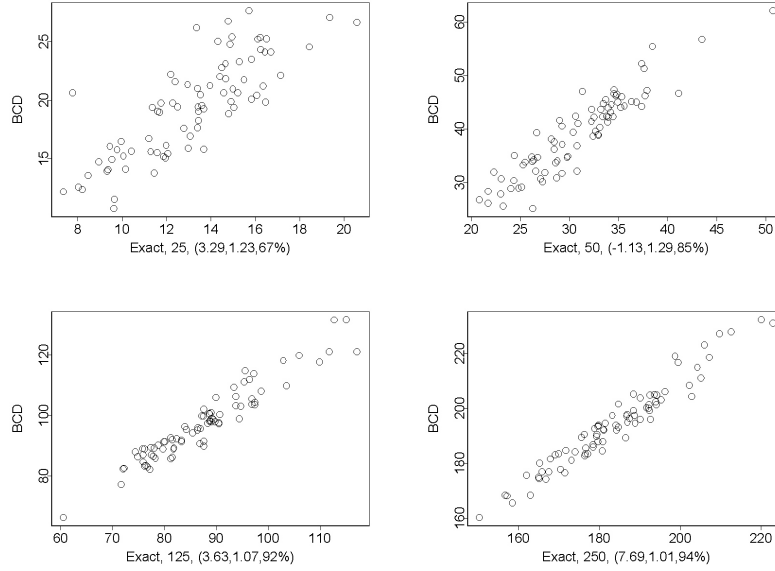 BCD
25
20
15
8 10 12 14 16 18 20
Exact, 25, (3.29,1.23,67%)
BCD
60
50
40
30
20 25 30 35 40 45 50
Exact, 50, (-1.13,1.29,85%)
BCD
120
100
80
60 70 80 90 100 110
Exact, 125, (3.63,1.07,92%)
BCD
220
200
180
160
160 180 200 220
Exact, 250, (7.69,1.01,94%)